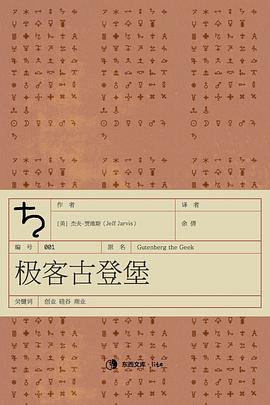 作 者
译 者
[美] 杰夫·贾维斯（Jeff Jarvis）
余 倩
编 号 001 原 名 Gutenberg the Geek
极客古登堡
关键词 创业 硅谷 商业
东西文库·lite